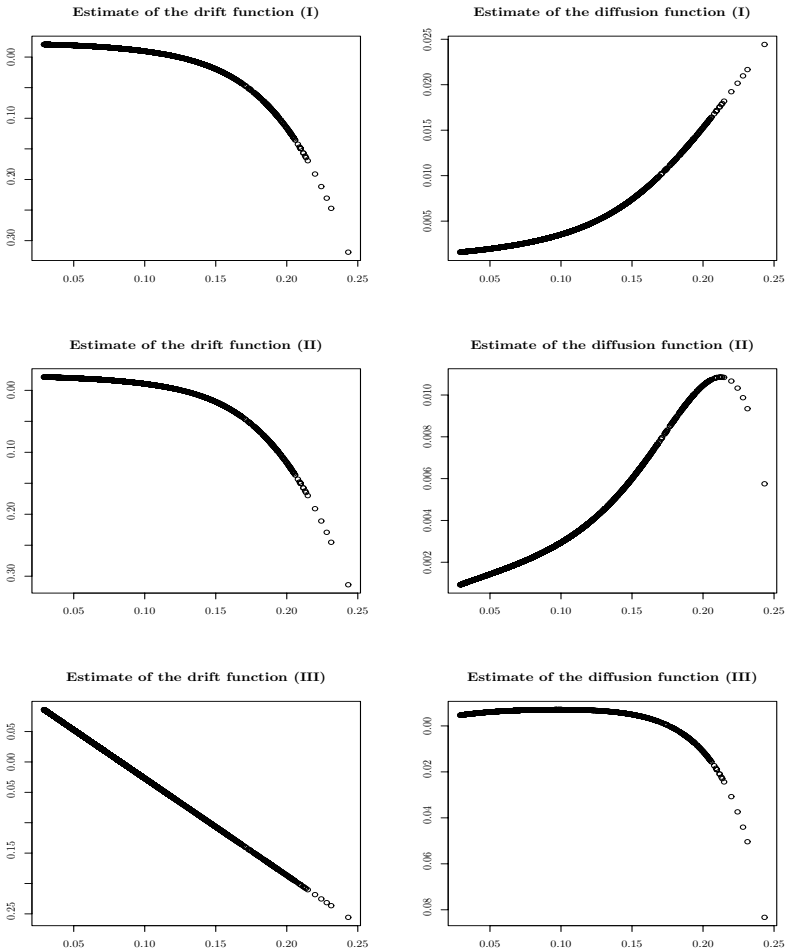 Estimate of the drift function (I)
0.00
0.10
0.20
0.30
0.05 0.10 0.15 0.20 0.25
Estimate of the diffusion function (I)
0.025
0.020
0.015
0.010
0.005
0.05 0.10 0.15 0.20 0.25
Estimate of the drift function (II)
0.00
0.10
0.20
0.30
0.05 0.10 0.15 0.20 0.25
Estimate of the diffusion function (II)
0.010
0.008
0.006
0.004
0.002
0.05 0.10 0.15 0.20 0.25
Estimate of the drift function (III)
0.05
0.00
0.05
0.15
0.25
0.05 0.10 0.15 0.20 0.25
Estimate of the diffusion function (III)
0.00
0.02
0.04
0.06
0.08
0.05 0.10 0.15 0.20 0.25